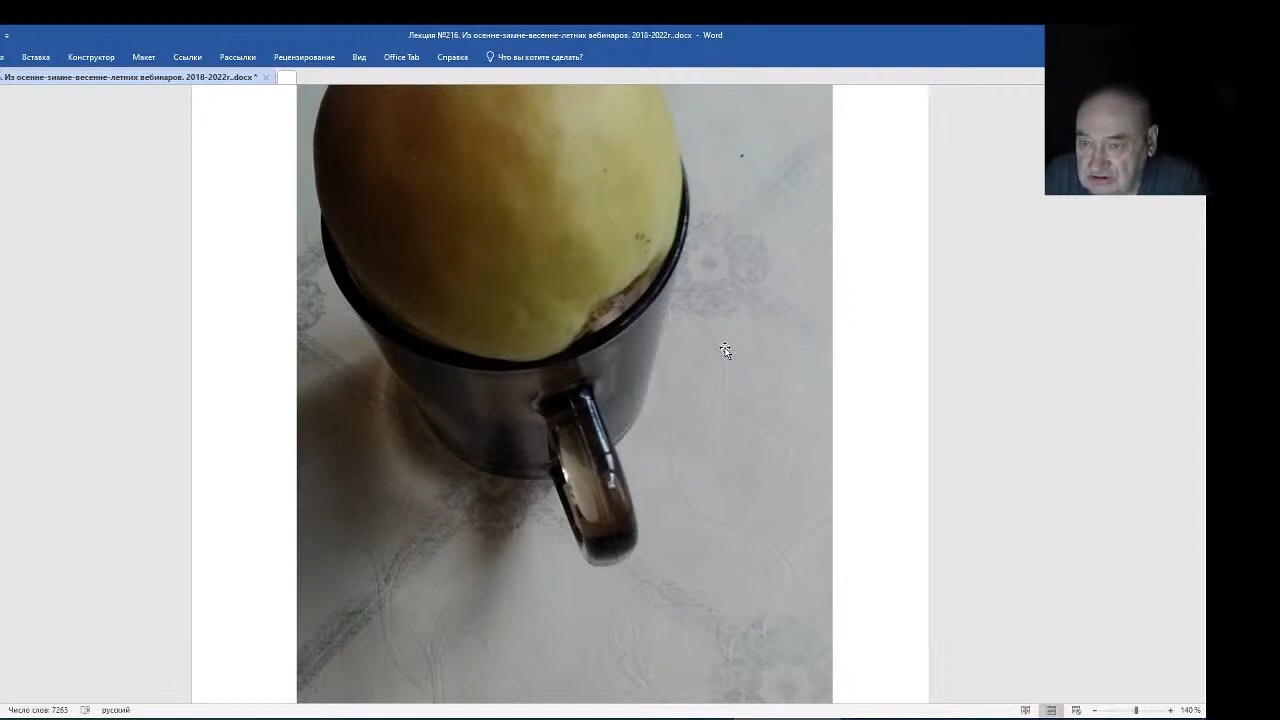 Лекция №216. Из осенне-зимне-весенне-летних вебинаров. 2018-2022г..docx - Word
Вставка Конструктор Макет Ссылки Рассылки Рецензирование Вид Office Tab Справка Что вы хотите сделать?
. Из осенне-зимне-весенне-летних вебинаров. 2018-2022г..docx *
Число слов: 7263 русский 140 %